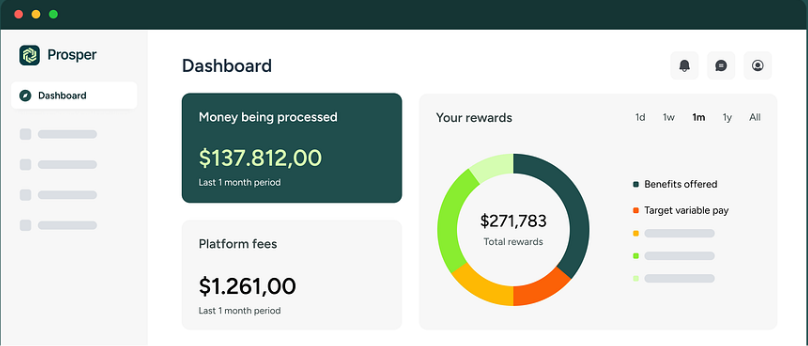 Prosper
Dashboard
Dashboard
Money being processed
$137.812,00
Last 1 month period
Platform fees
$1.261,00
Last 1 month period
Your rewards
1d 1w 1m 1y All
$271,783
Total rewards
Benefits offered
Target variable pay